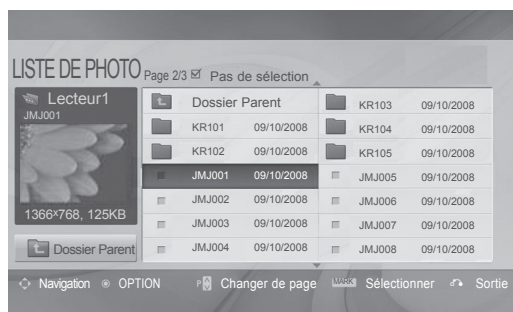 LISTE DE PHOTO Page 2/3 Pas de sélection
Lecteur1
JMJ001
1366×768, 125KB
Dossier Parent
Dossier Parent
KR101 09/10/2008
KR102 09/10/2008
JMJ001 09/10/2008
JMJ002 09/10/2008
JMJ003 09/10/2008
JMJ004 09/10/2008
KR103 09/10/2008
KR104 09/10/2008
KR105 09/10/2008
JMJ005 09/10/2008
JMJ006 09/10/2008
JMJ007 09/10/2008
JMJ008 09/10/2008
Navigation OPTION P Changer de page MARK Sélectionner Sortie